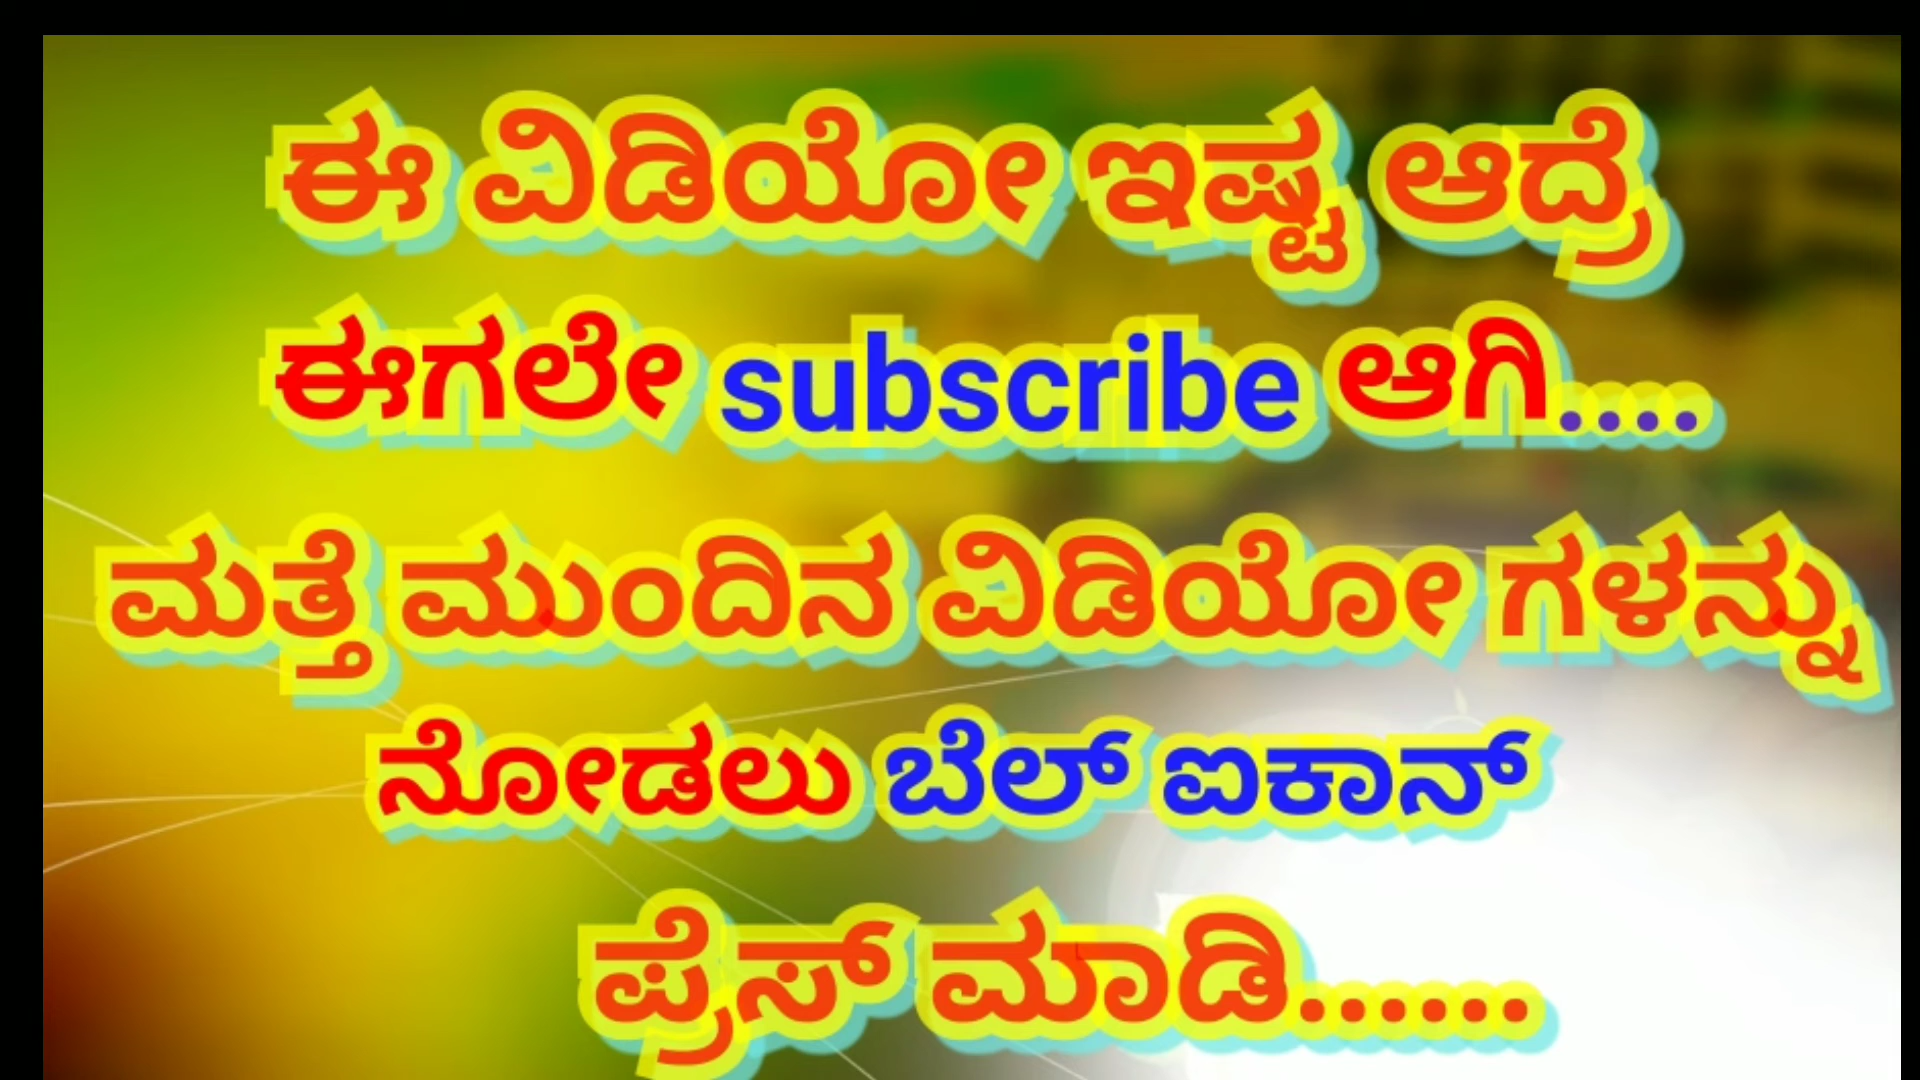 ಈ ವಿಡಿಯೋ ಇಷ್ಟ ಆದ್ರೆ
ಈಗಲೇ subscribe ಆಗಿ....
ಮತ್ತೆ ಮುಂದಿನ ವಿಡಿಯೋ ಗಳನ್ನು
ನೋಡಲು ಬೆಲ್ ಐಕಾನ್
ಪ್ರೆಸ್ ಮಾಡಿ......